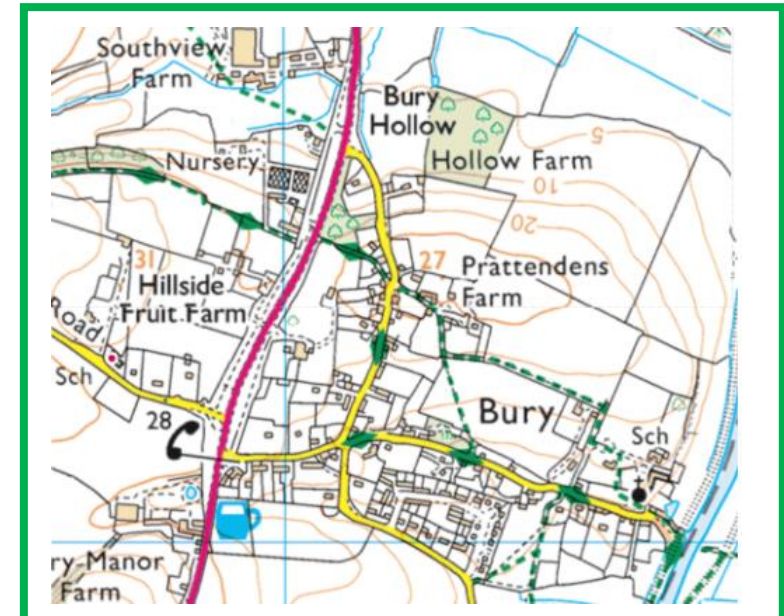 Southview
Farm
Bury
Hollow
Nursery
Hollow Farm
5
10
20
31
27
Prattendens
Farm
Hillside
Fruit Farm
Road
Sch
28
Bury
Sch
ry Manor
Farm